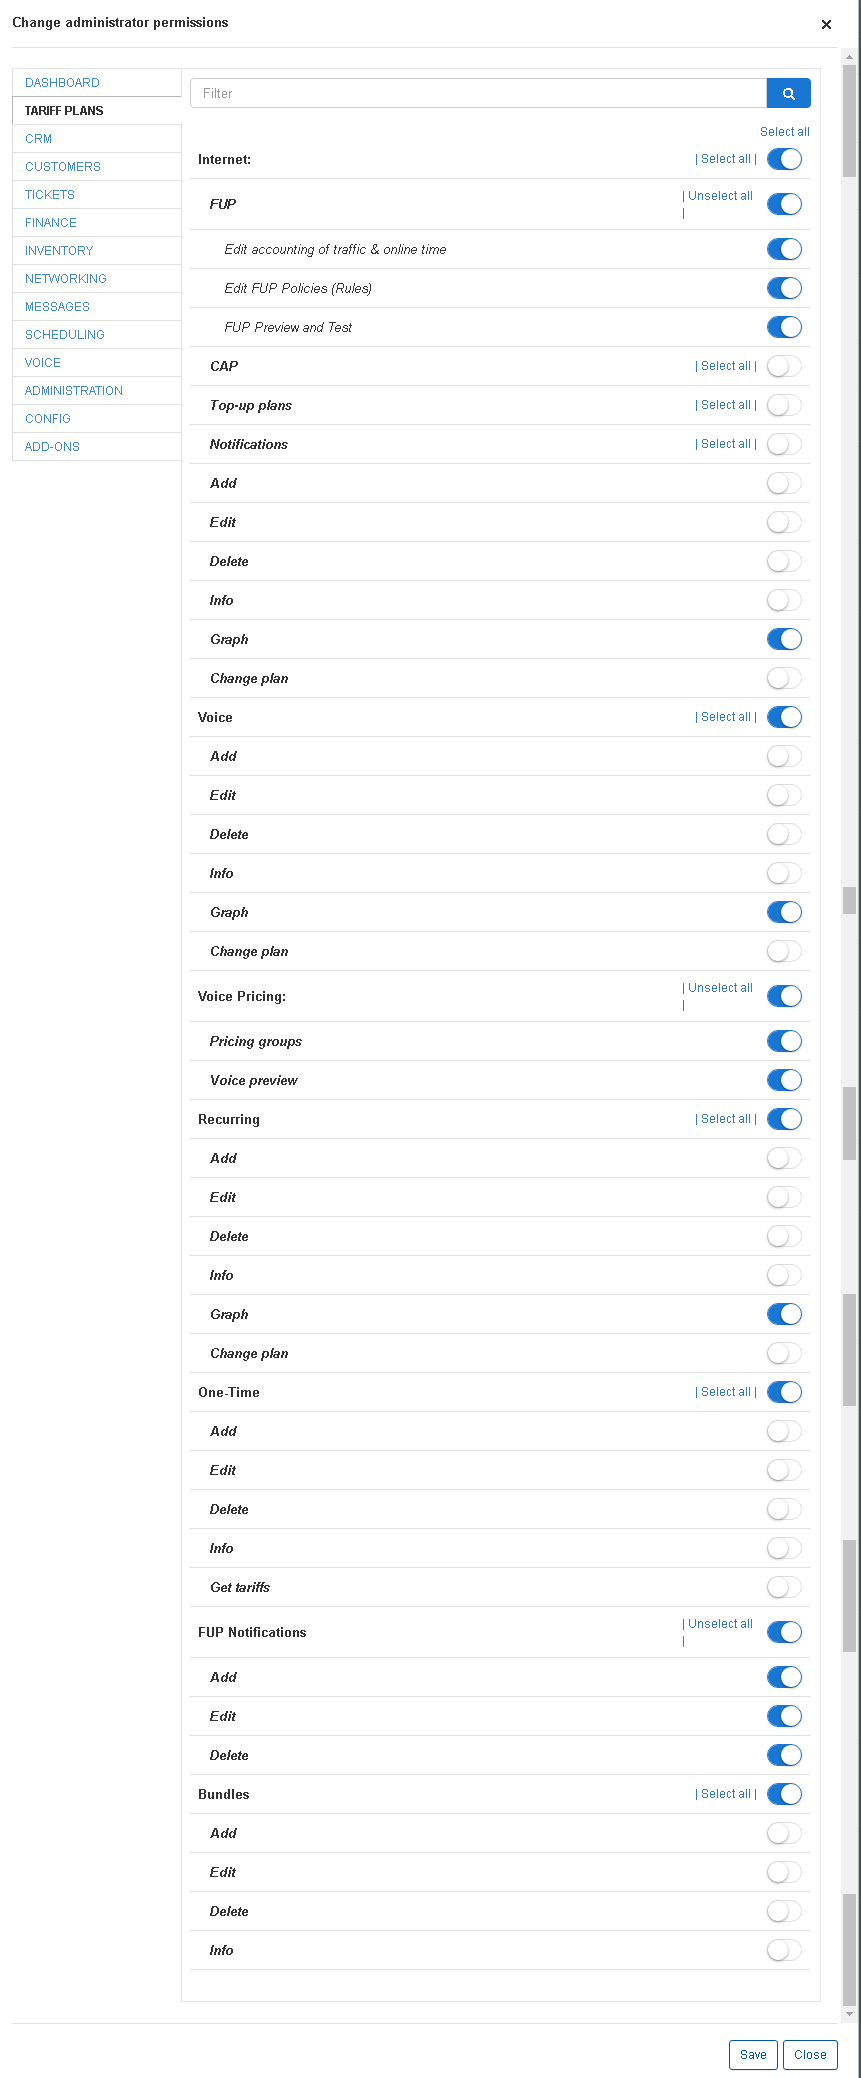 Change administrator permissions
×
DASHBOARD
TARIFF PLANS
CRM
CUSTOMERS
TICKETS
FINANCE
INVENTORY
NETWORKING
MESSAGES
SCHEDULING
VOICE
ADMINISTRATION
CONFIG
ADD-ONS
Filter
Select all
Internet: | Select all |
FUP | Unselect all
|
Edit accounting of traffic & online time
Edit FUP Policies (Rules)
FUP Preview and Test
CAP | Select all |
Top-up plans | Select all |
Notifications | Select all |
Add
Edit
Delete
Info
Graph
Change plan
Voice | Select all |
Add
Edit
Delete
Info
Graph
Change plan
Voice Pricing: | Unselect all
|
Pricing groups
Voice preview
Recurring | Select all |
Add
Edit
Delete
Info
Graph
Change plan
One-Time | Select all |
Add
Edit
Delete
Info
Get tariffs
FUP Notifications | Unselect all
|
Add
Edit
Delete
Bundles | Select all |
Add
Edit
Delete
Info
Save Close